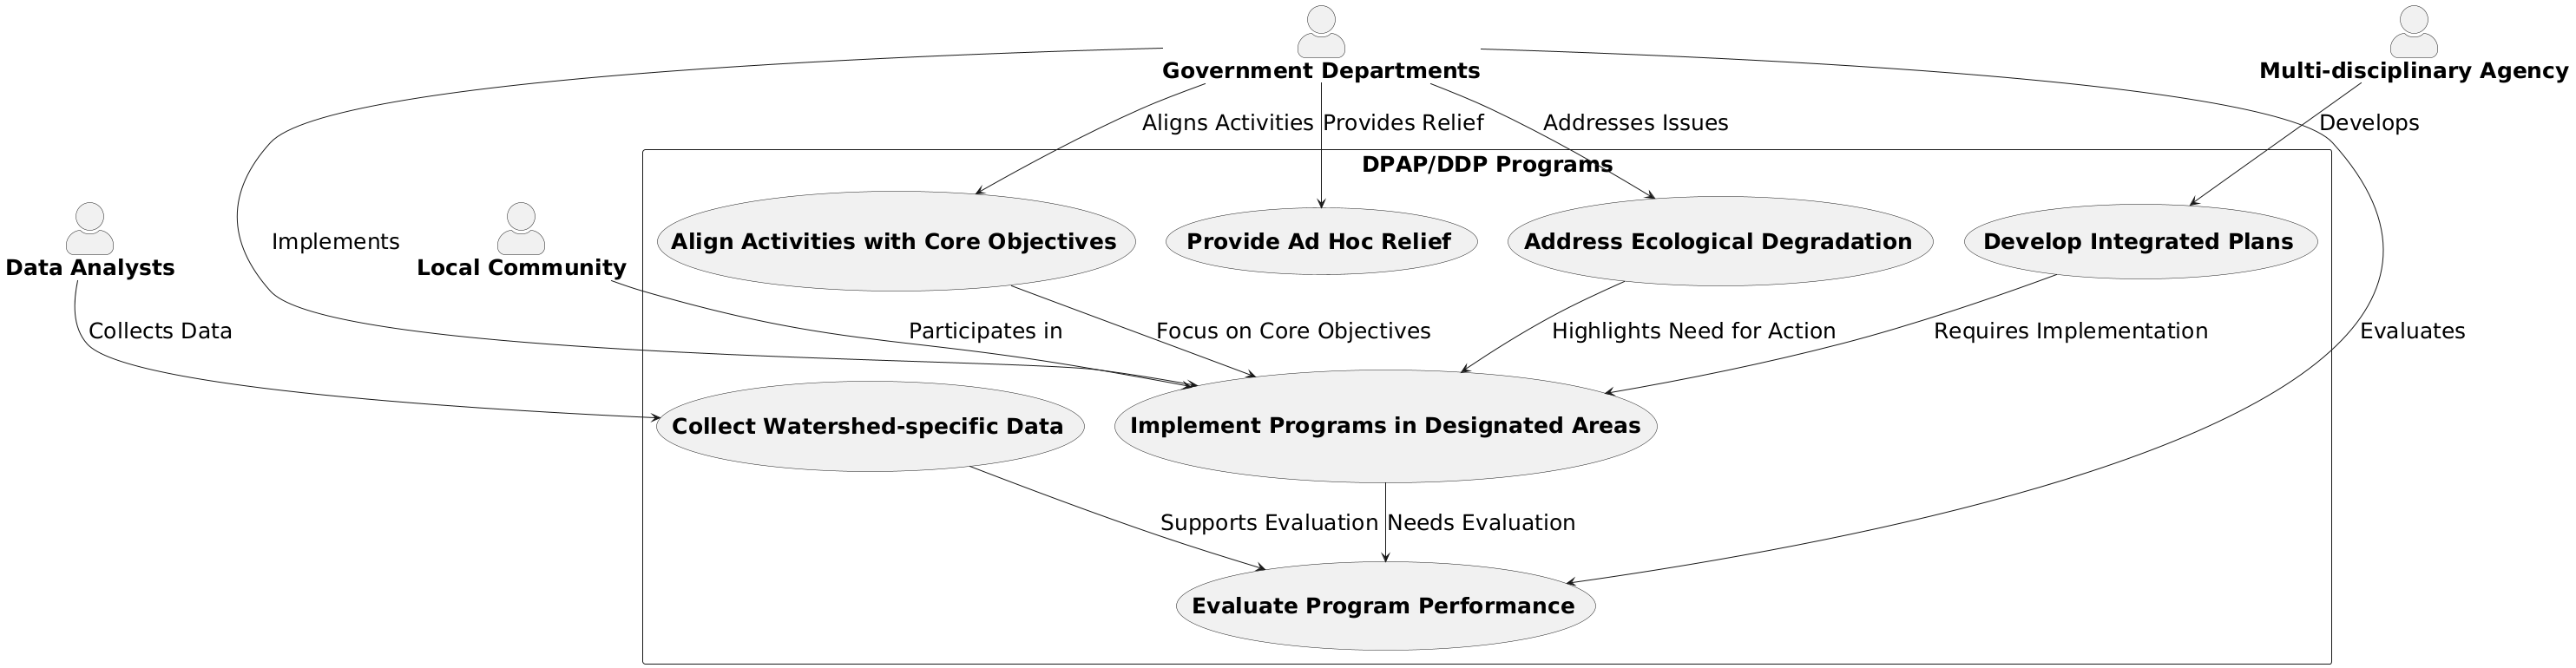 Government Departments
Multi-disciplinary Agency
Aligns Activities
Provides Relief
Addresses Issues
Develops
DPAP/DDP Programs
Data Analysts
Implements
Local Community
Align Activities with Core Objectives
Provide Ad Hoc Relief
Address Ecological Degradation
Develop Integrated Plans
Collects Data
Participates in
Focus on Core Objectives
Highlights Need for Action
Requires Implementation
Evaluates
Collect Watershed-specific Data
Implement Programs in Designated Areas
Supports Evaluation
Needs Evaluation
Evaluate Program Performance